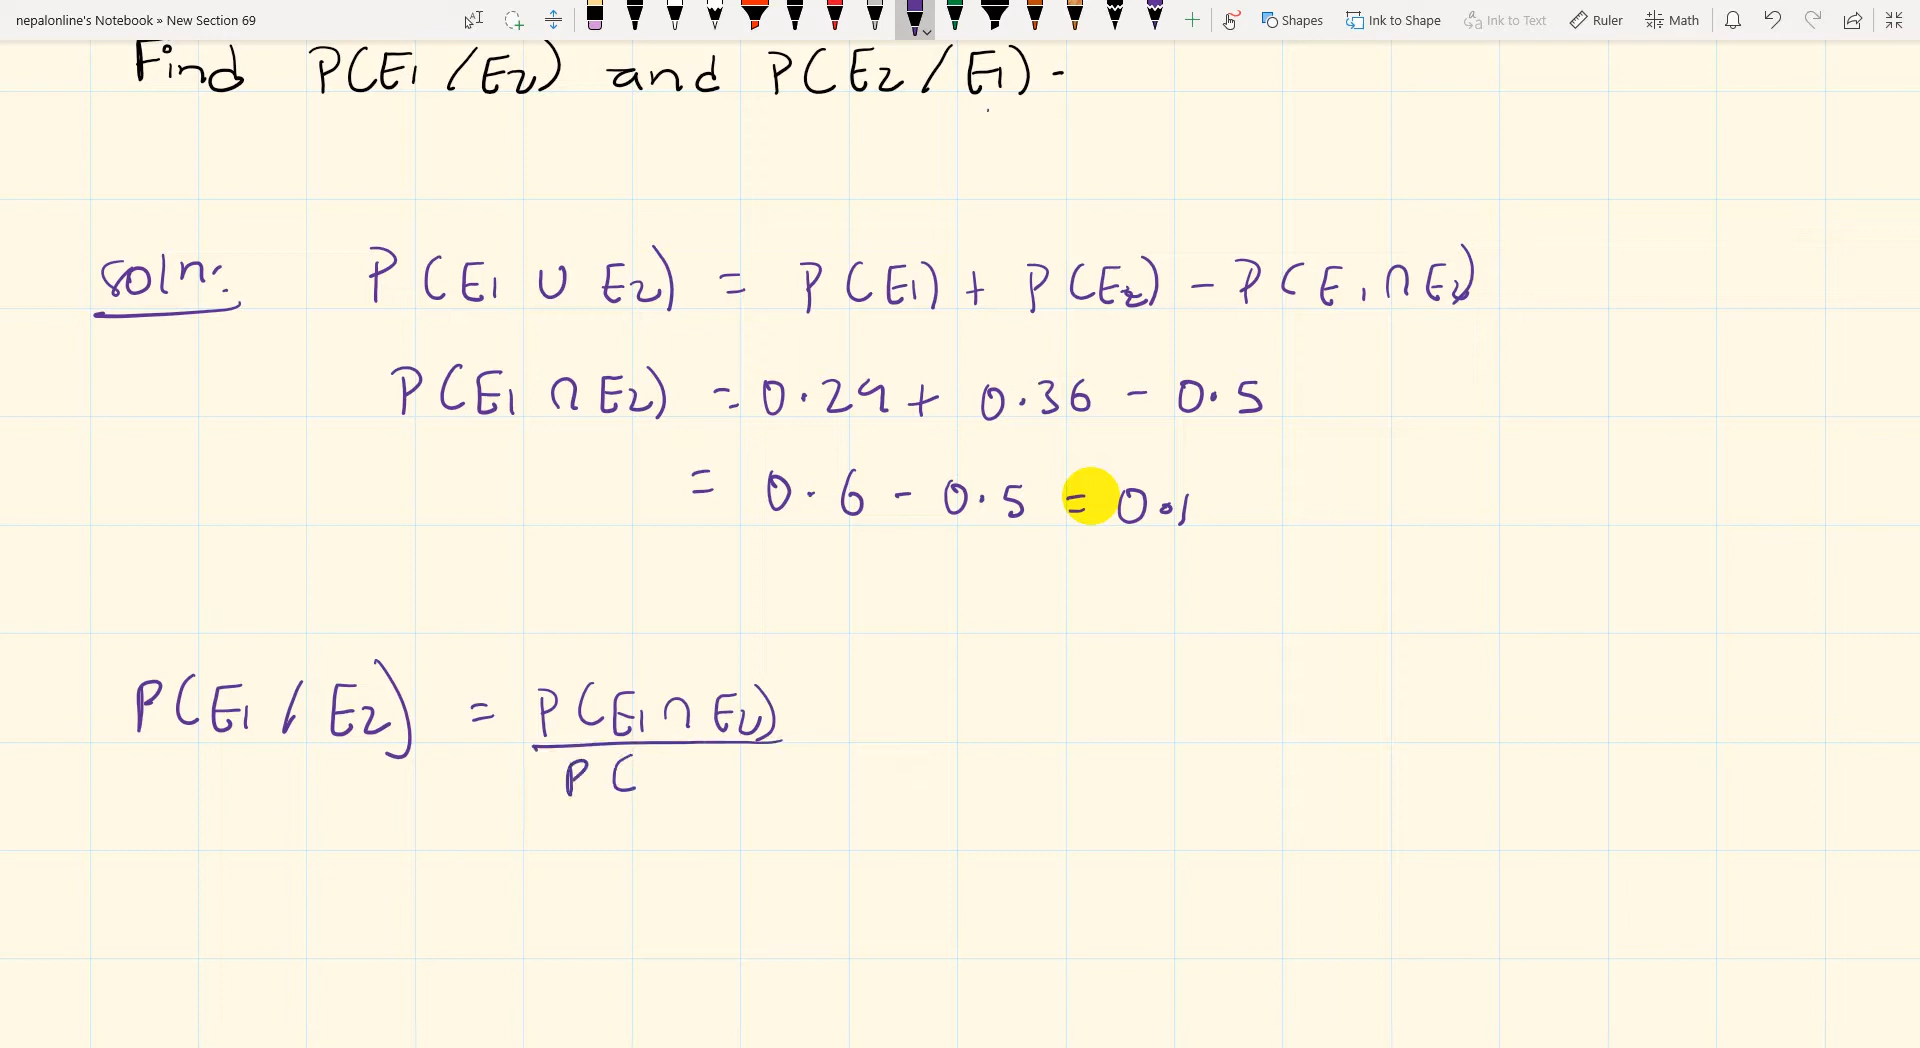 nepalonline's Notebook » New Section 69 Shapes Ink to Shape Ink to Text Ruler Math
Find P(E1/E2) and P(E2/E1).
soln: P(E1 ∪ E2) = P(E1) + P(E2) - P(E1 ∩ E2)
P(E1 ∩ E2) = 0.24 + 0.36 - 0.5
= 0.6 - 0.5 = 0.1
P(E1/E2) = P(E1 ∩ E2)
P(